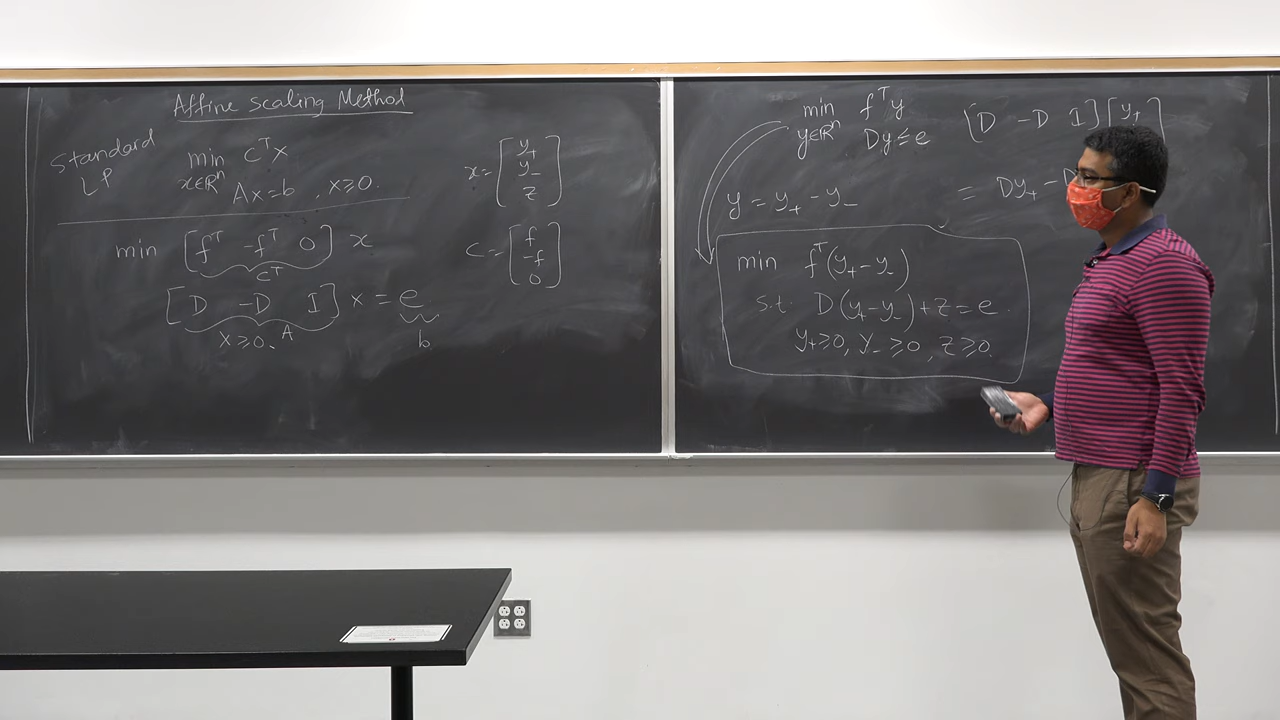 Affine scaling Method
Standard LP
min cᵀx
x∈ℝⁿ
Ax=b, x≥0.
min [fᵀ -fᵀ 0] x
cᵀ
[D -D I] x = e
A
b
x≥0.
x = [y₊ y₋ z]
c = [f -f 0]
min fᵀy
y∈ℝⁿ Dy≤e
[D -D I][y₊
= Dy₊ -
y = y₊ - y₋
min fᵀ(y₊-y₋)
s.t. D(y₊-y₋)+z=e.
y₊≥0, y₋≥0, z≥0.